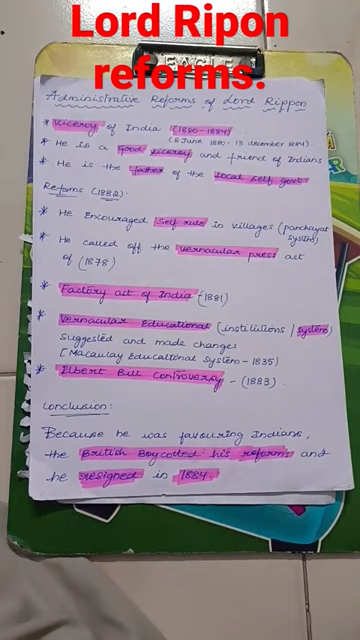 Lord Ripon
reforms.
EAGLE
Administrative Reforms of Lord Rippon
* Viceroy of India (1880-1884)
(8 June 1880 - 13 december 1884)
* He is a Good viceroy and friend of Indians
* He is the father of the Local self govt
Reforms (1882)
* He Encouraged Self rule in villages (panchayat
system)
* He called off the vernacular press act
of (1878)
* Factory act of India - (1881)
* Vernacular Educational (institutions / system)
suggested and made changes
[Macaulay Educational System - 1835)
* Elbert Bill Controversy - (1883).
Conclusion:
Because he was favouring Indians,
the British Boycotted his reforms and
he resigned in 1884.